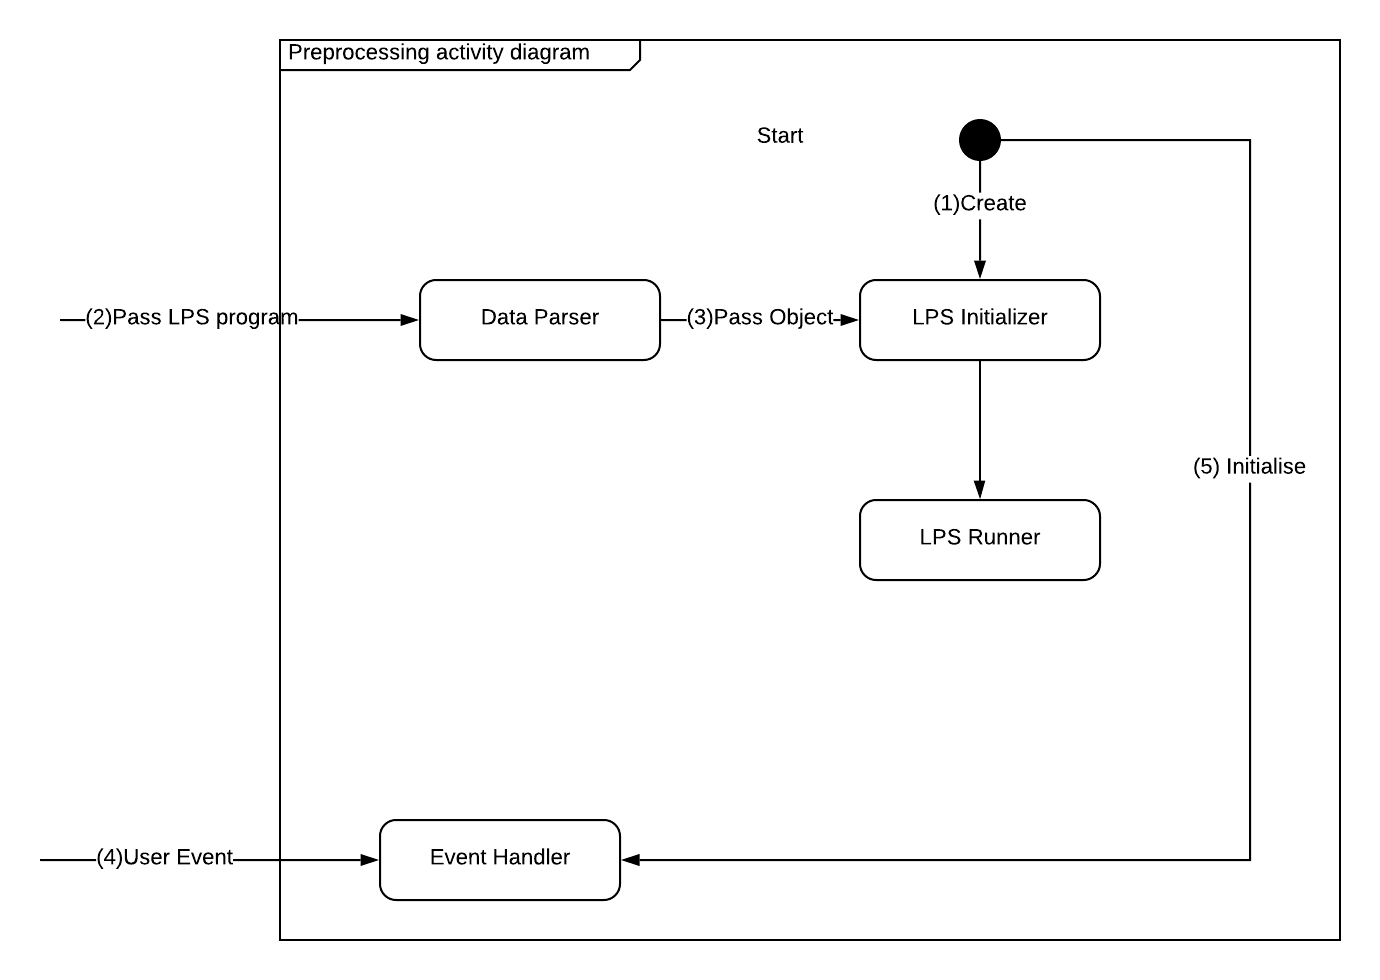 Preprocessing activity diagram
Start
(1)Create
(2)Pass LPS program
Data Parser
(3)Pass Object
LPS Initializer
(5) Initialise
LPS Runner
(4)User Event
Event Handler